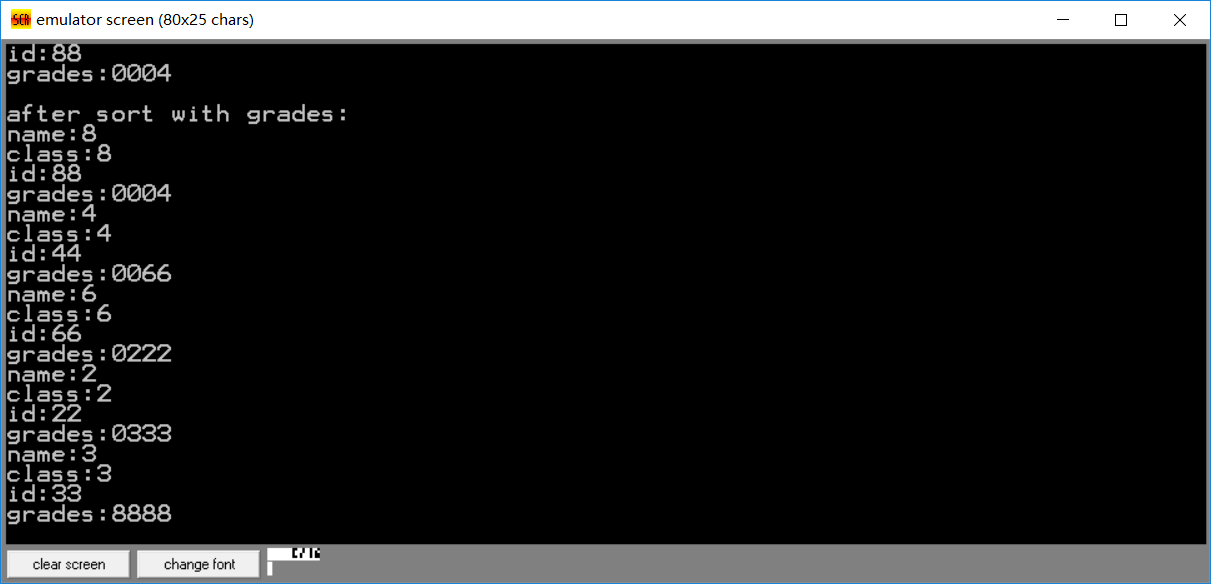 emulator screen (80x25 chars)
id:88
grades:0004
after sort with grades:
name:8
class:8
id:88
grades:0004
name:4
class:4
id:44
grades:0066
name:6
class:6
id:66
grades:0222
name:2
class:2
id:22
grades:0333
name:3
class:3
id:33
grades:8888
clear screen
change font